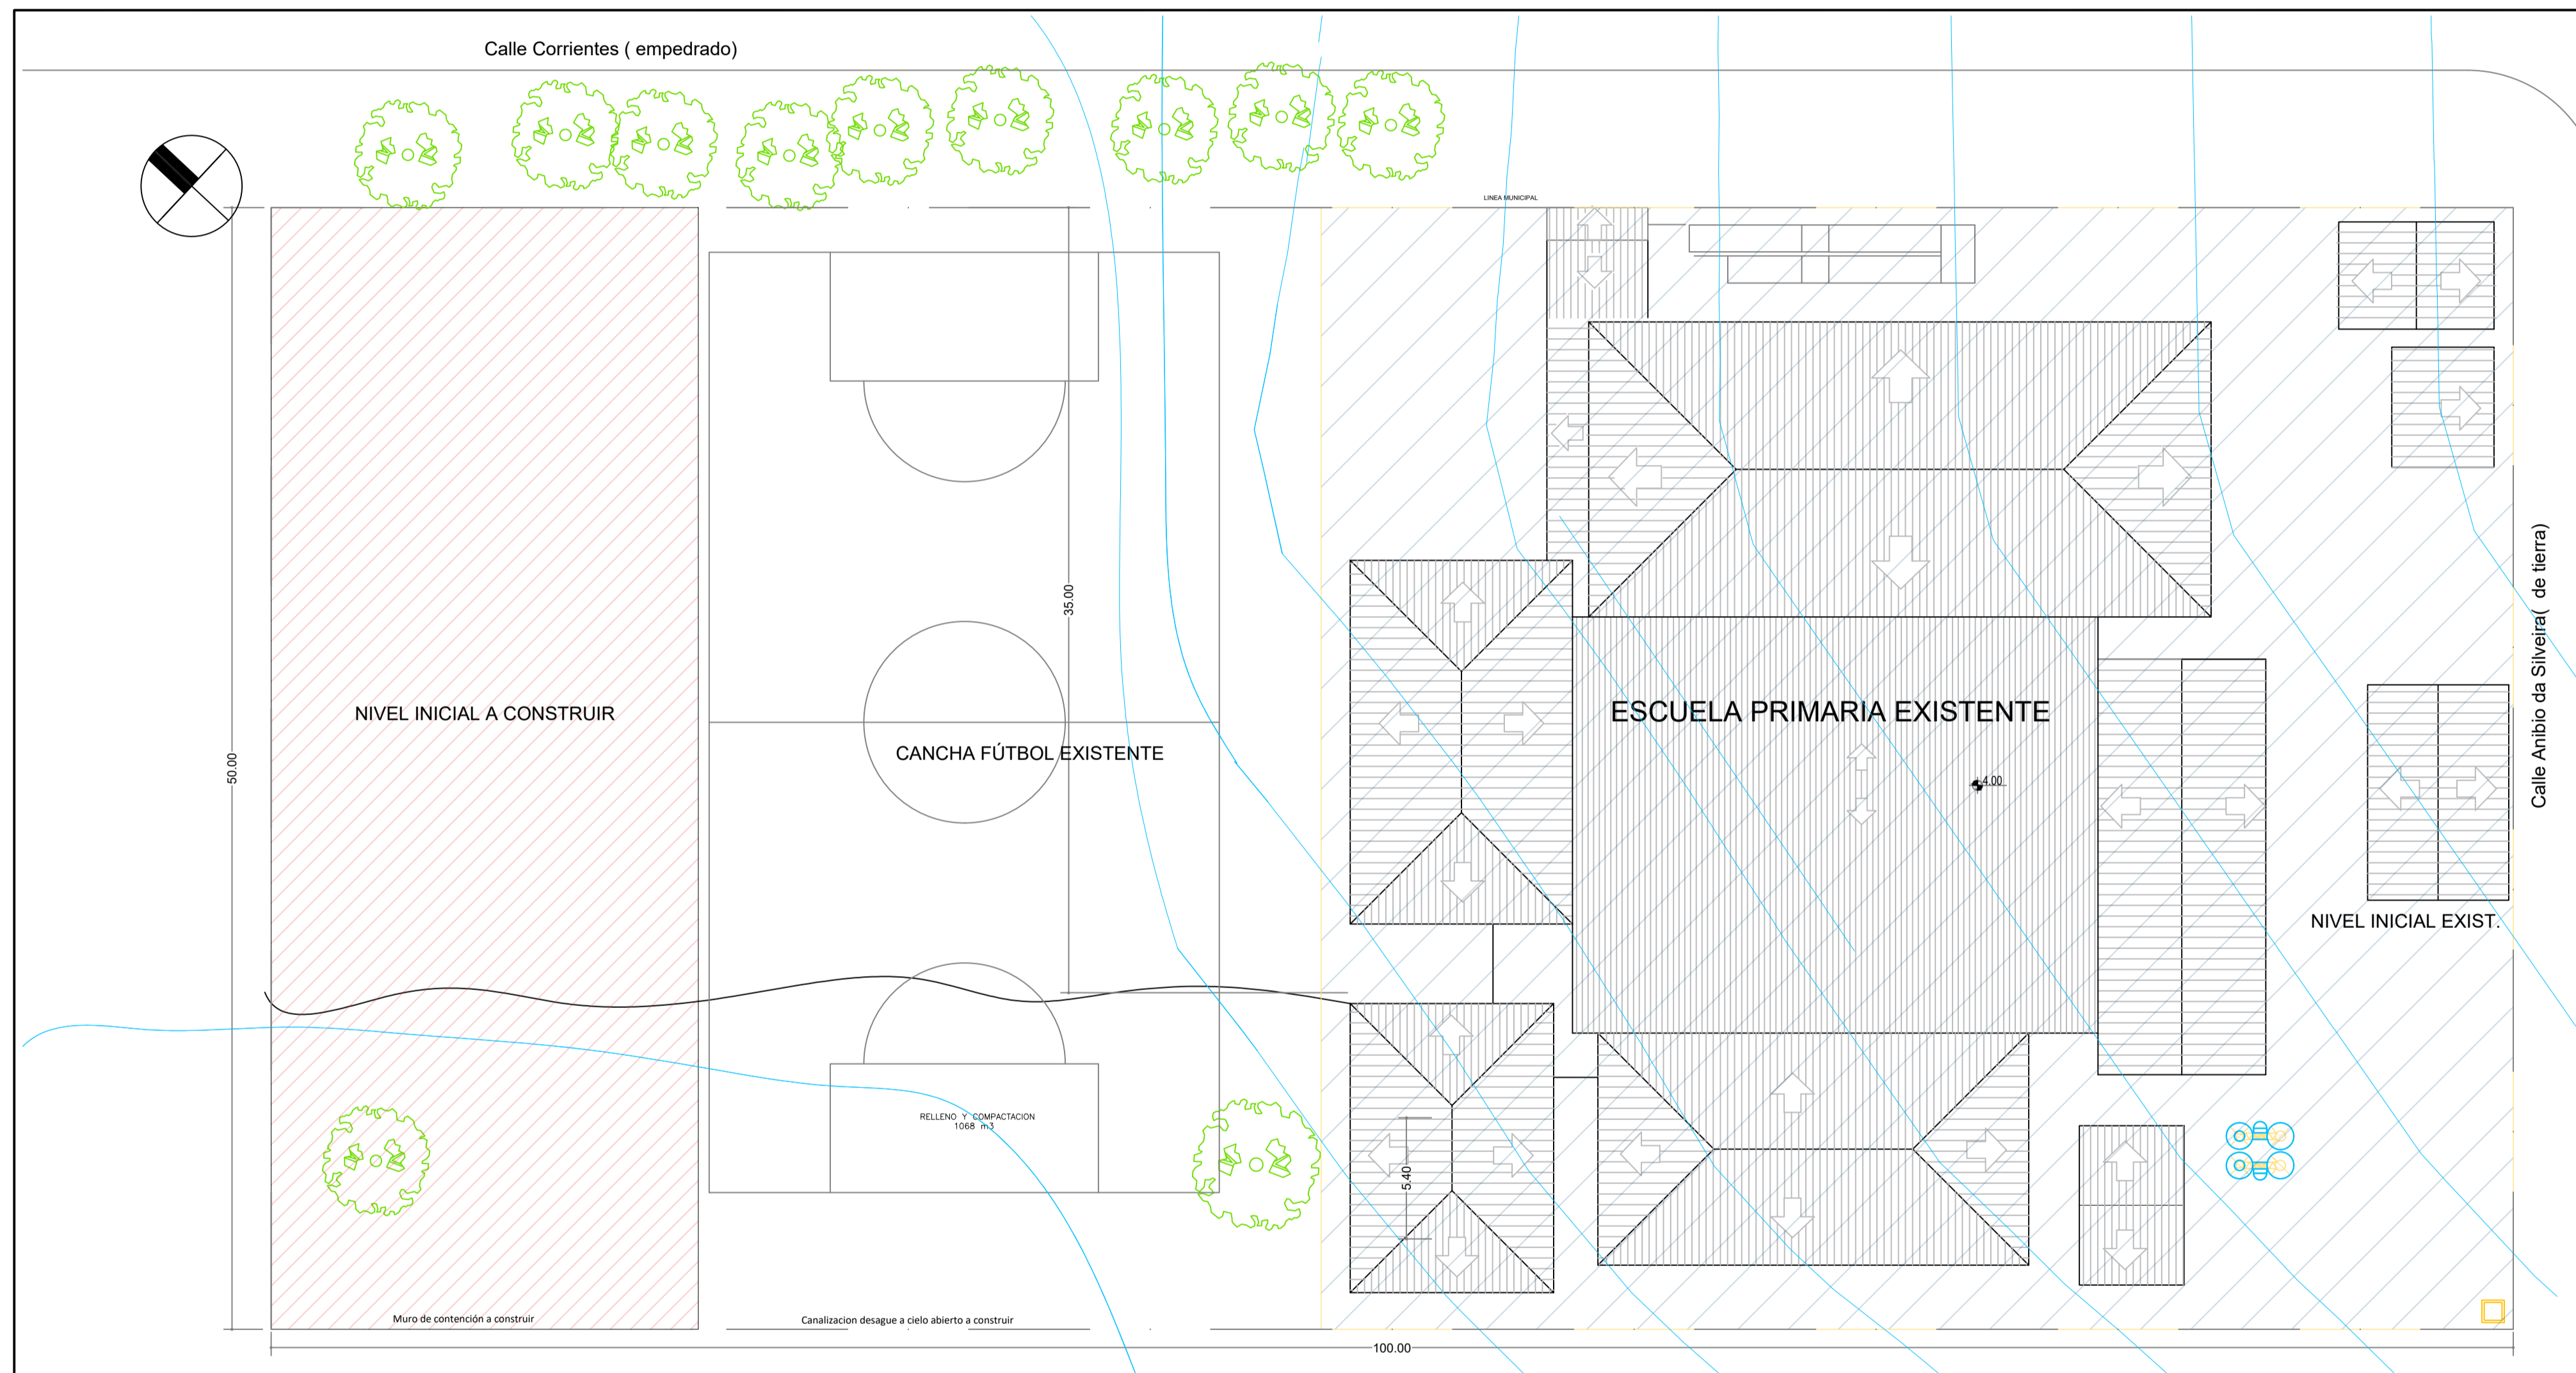 Calle Corrientes ( empedrado)
LINEA MUNICIPAL
35.00
Calle Anibio da Silveira( de tierra)
NIVEL INICIAL A CONSTRUIR
ESCUELA PRIMARIA EXISTENTE
CANCHA FÚTBOL EXISTENTE
50.00
4.00
NIVEL INICIAL EXIST.
RELLENO Y COMPACTACION
1068 m3
5.40
Muro de contención a construir
Canalizacion desague a cielo abierto a construir
100.00